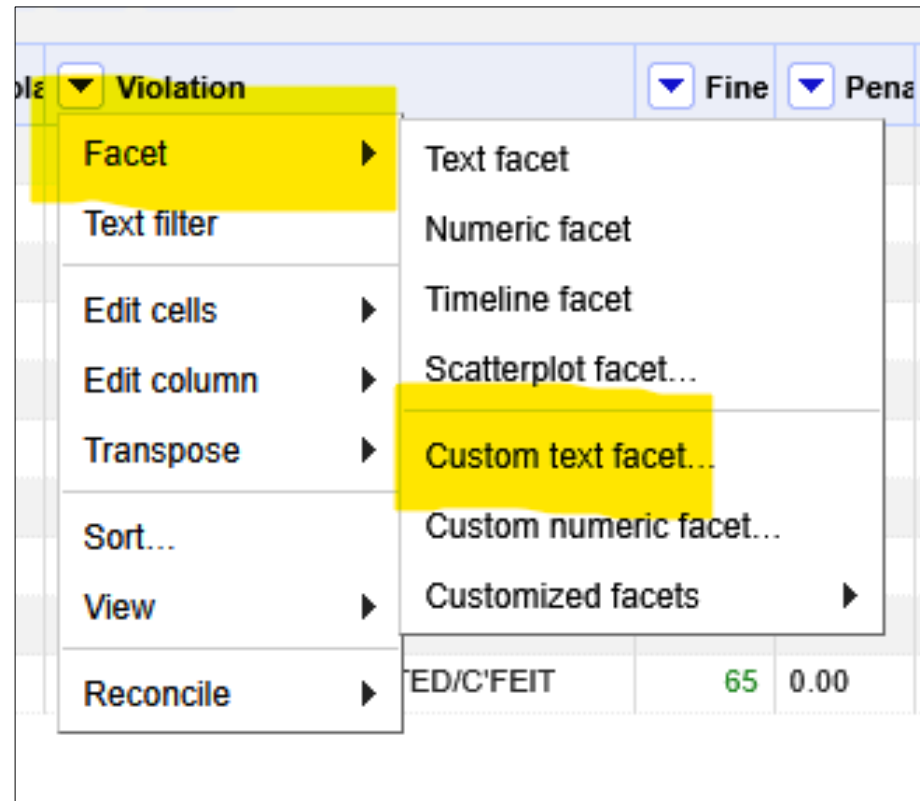 Violation Fine Pena
Facet
Text filter
Edit cells
Edit column
Transpose
Sort...
View
Reconcile
Text facet
Numeric facet
Timeline facet
Scatterplot facet...
Custom text facet...
Custom numeric facet...
Customized facets
TED/C'FEIT 65 0.00